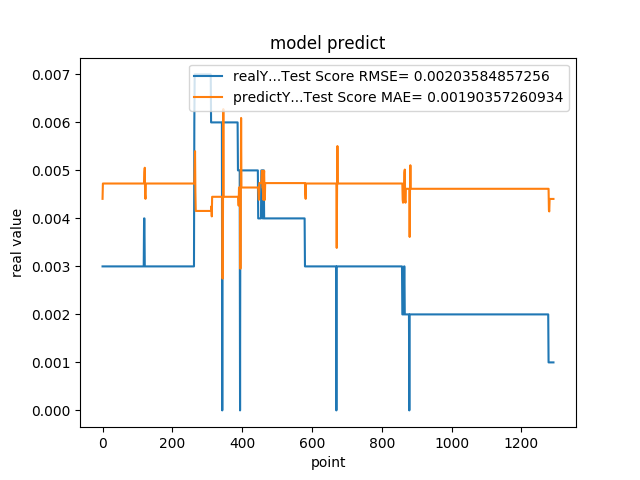 model predict
realY...Test Score RMSE= 0.00203584857256
predictY...Test Score MAE= 0.00190357260934
real value
0.007
0.006
0.005
0.004
0.003
0.002
0.001
0.000
0 200 400 600 800 1000 1200
point